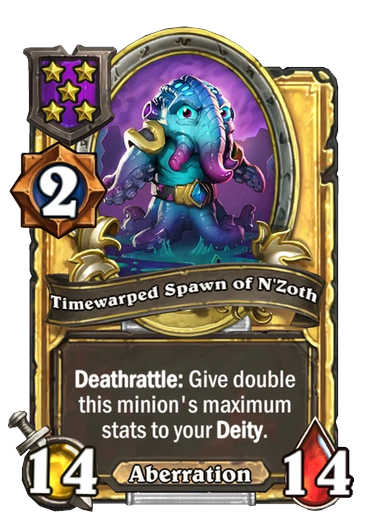 2
Timewarped Spawn of N'Zoth
Deathrattle: Give double
this minion's maximum
stats to your Deity.
14
Aberration
14